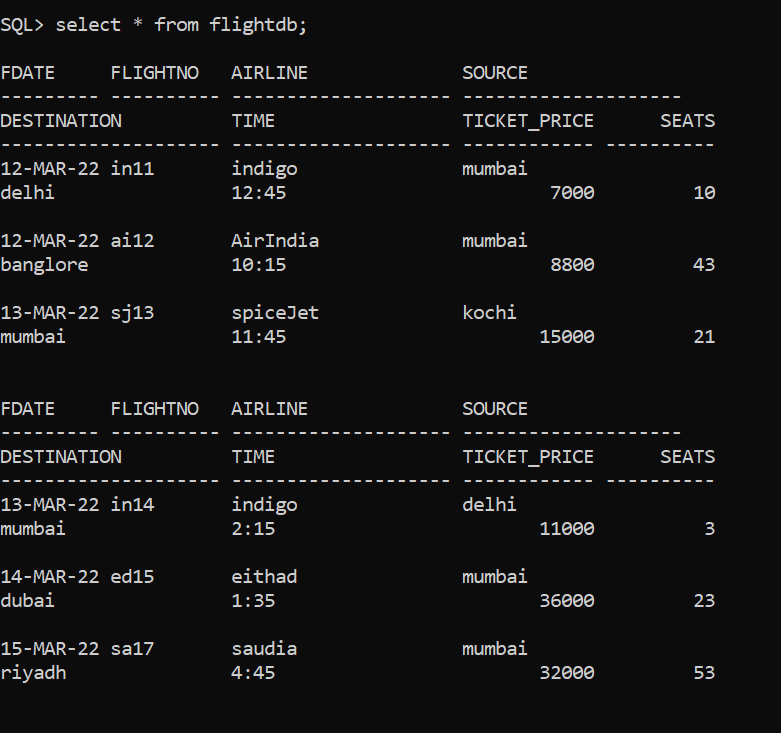 SQL> select * from flightdb;
FDATE     FLIGHTNO   AIRLINE              SOURCE
--------- ---------- -------------------- --------------------
DESTINATION          TIME                 TICKET_PRICE      SEATS
-------------------- -------------------- ------------ ----------
12-MAR-22 in11       indigo               mumbai
delhi                12:45                        7000         10
12-MAR-22 ai12       AirIndia             mumbai
banglore             10:15                        8800         43
13-MAR-22 sj13       spiceJet             kochi
mumbai               11:45                       15000         21
FDATE     FLIGHTNO   AIRLINE              SOURCE
--------- ---------- -------------------- --------------------
DESTINATION          TIME                 TICKET_PRICE      SEATS
-------------------- -------------------- ------------ ----------
13-MAR-22 in14       indigo               delhi
mumbai               2:15                        11000          3
14-MAR-22 ed15       eithad               mumbai
dubai                1:35                        36000         23
15-MAR-22 sa17       saudia               mumbai
riyadh               4:45                        32000         53